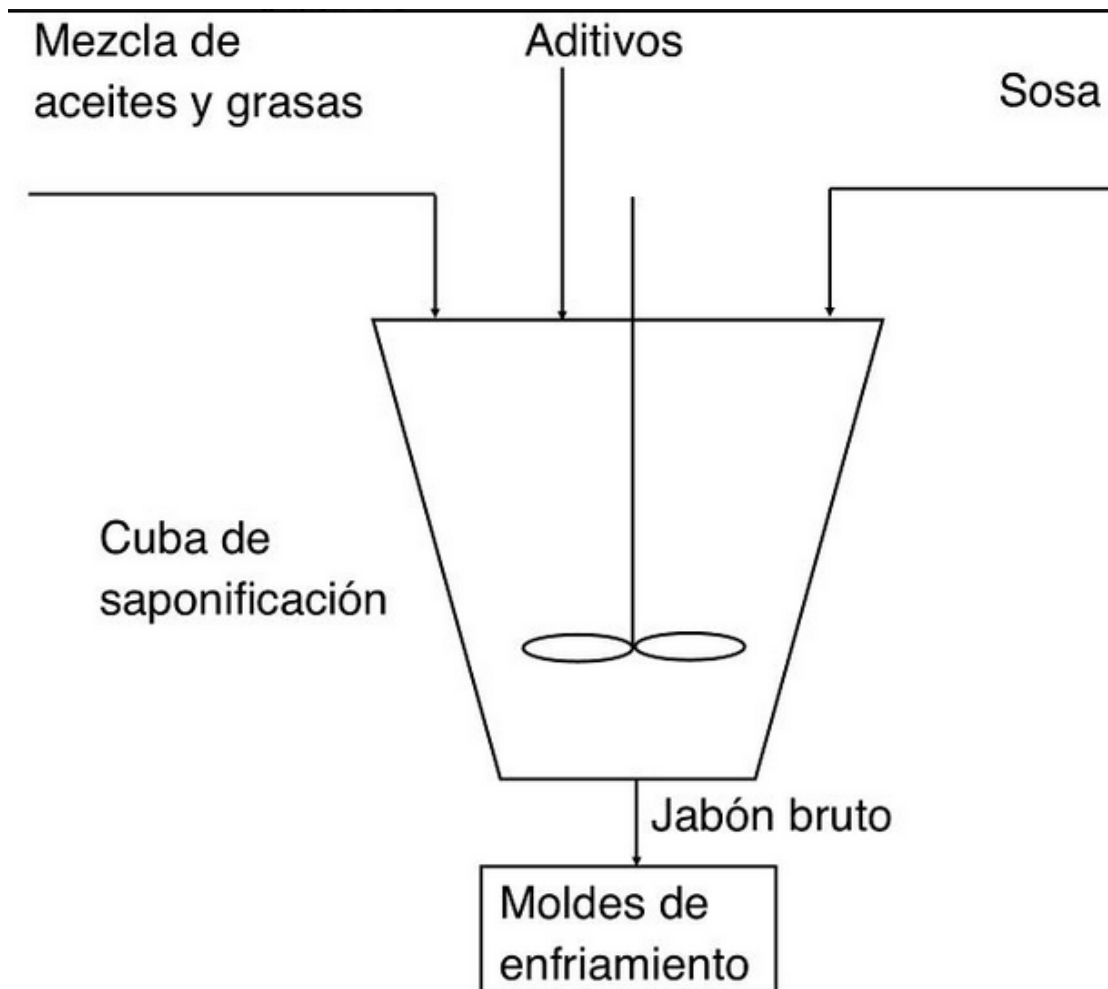 Mezcla de
aceites y grasas
Aditivos
Sosa
Cuba de
saponificación
Jabón bruto
Moldes de
enfriamiento